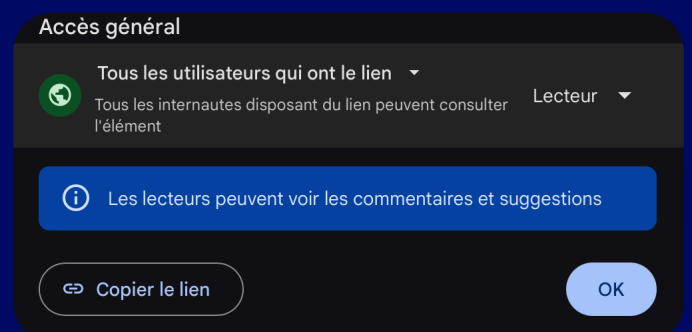 Accès général
Tous les utilisateurs qui ont le lien
Tous les internautes disposant du lien peuvent consulter
l'élément
Lecteur
Les lecteurs peuvent voir les commentaires et suggestions
Copier le lien
OK